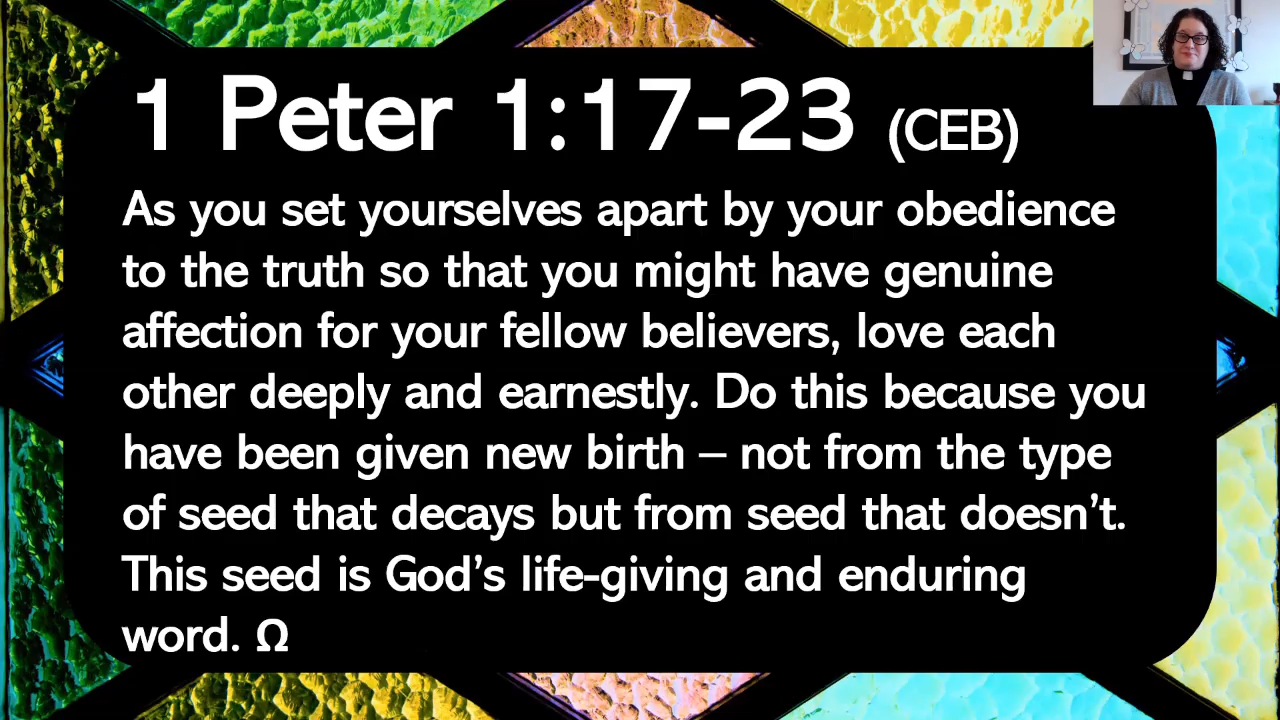 1 Peter 1:17-23 (CEB)
As you set yourselves apart by your obedience
to the truth so that you might have genuine
affection for your fellow believers, love each
other deeply and earnestly. Do this because you
have been given new birth – not from the type
of seed that decays but from seed that doesn’t.
This seed is God’s life-giving and enduring
word. Ω